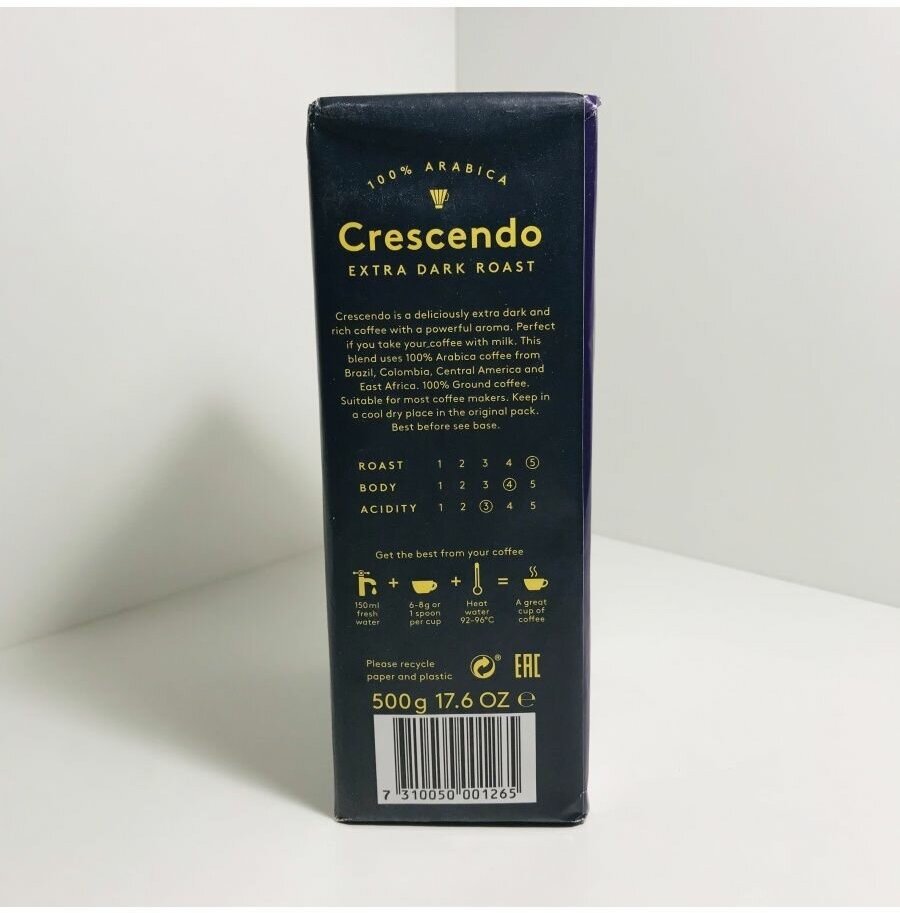 100% ARABICA
Crescendo
EXTRA DARK ROAST
Crescendo is a deliciously extra dark and
rich coffee with a powerful aroma. Perfect
if you take your coffee with milk. This
blend uses 100% Arabica coffee from
Brazil, Colombia, Central America and
East Africa. 100% Ground coffee.
Suitable for most coffee makers. Keep in
a cool dry place in the original pack.
Best before see base.
ROAST 1 2 3 4 5
BODY 1 2 3 4 5
ACIDITY 1 2 3 4 5
Get the best from your coffee
+ + =
150ml
fresh
water
6-8g or
1 spoon
per cup
Heat
water
92-96°C
A great
cup of
coffee
Please recycle
paper and plastic
® EAC
500g 17.6 OZ ℮
7 310050 001265